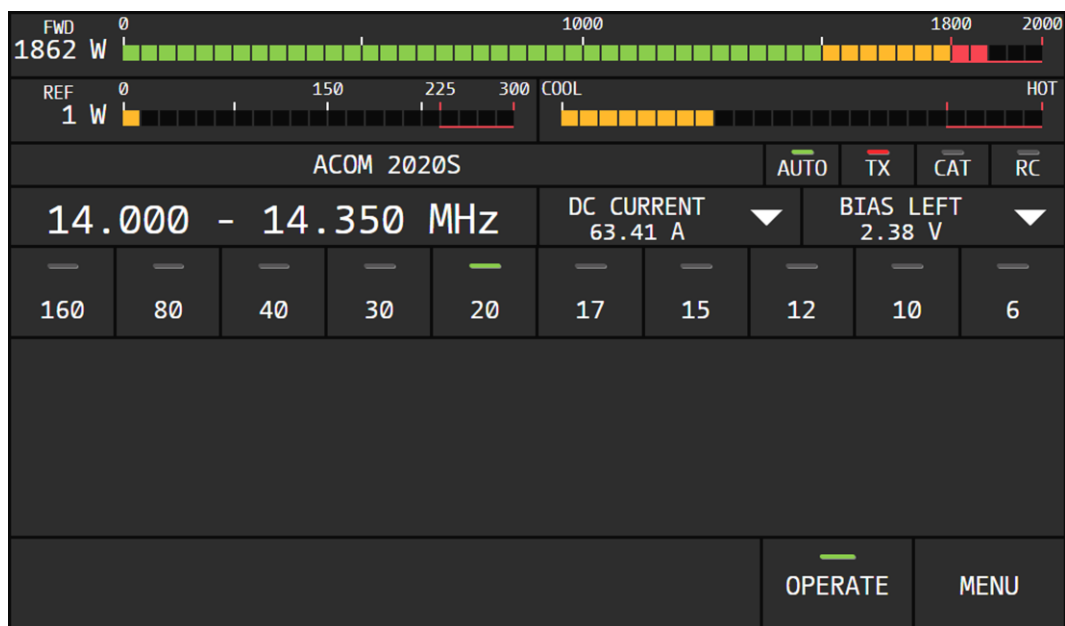 FWD 0 1000 1800 2000
1862 W
REF 0 150 225 300 COOL HOT
1 W
ACOM 2020S AUTO TX CAT RC
14.000 - 14.350 MHz DC CURRENT BIAS LEFT
63.41 A 2.38 V
160 80 40 30 20 17 15 12 10 6
OPERATE MENU